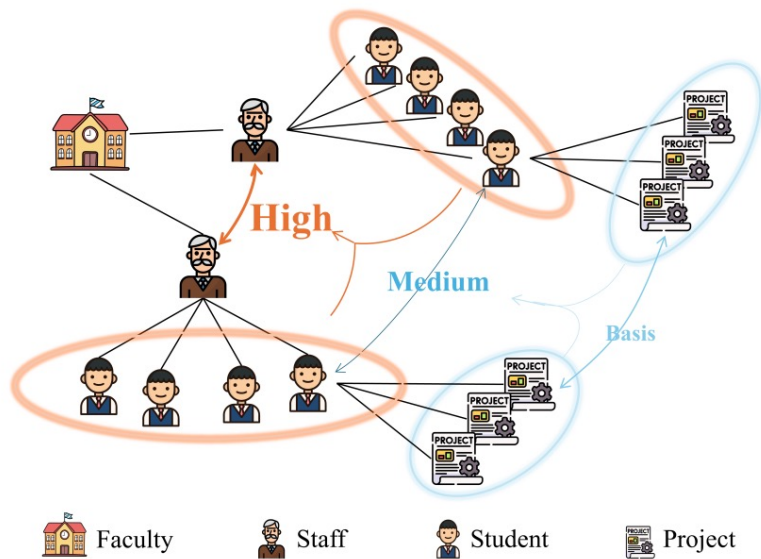 PROJECT
PROJECT
PROJECT
High
Medium
Basis
PROJECT
PROJECT
PROJECT
Faculty
Staff
Student
Project